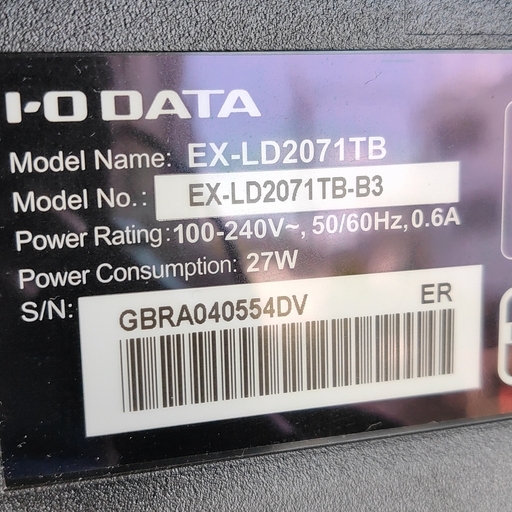 I-O DATA
Model Name: EX-LD2071TB
Model No.: EX-LD2071TB-B3
Power Rating:100-240V~, 50/60Hz, 0.6A
Power Consumption: 27W
S/N:
GBRA040554DV ER